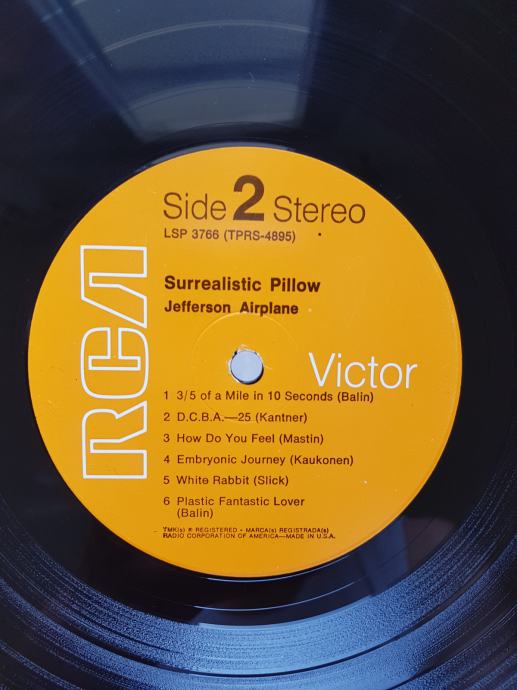 Side 2 Stereo
LSP 3766 (TPRS-4895)
Surrealistic Pillow
Jefferson Airplane
RCA
Victor
1 3/5 of a Mile in 10 Seconds (Balin)
2 D.C.B.A.—25 (Kantner)
3 How Do You Feel (Mastin)
4 Embryonic Journey (Kaukonen)
5 White Rabbit (Slick)
6 Plastic Fantastic Lover
(Balin)
TMK(s) ® REGISTERED • MARCA(s) REGISTRADA(s)
RADIO CORPORATION OF AMERICA—MADE IN U.S.A.